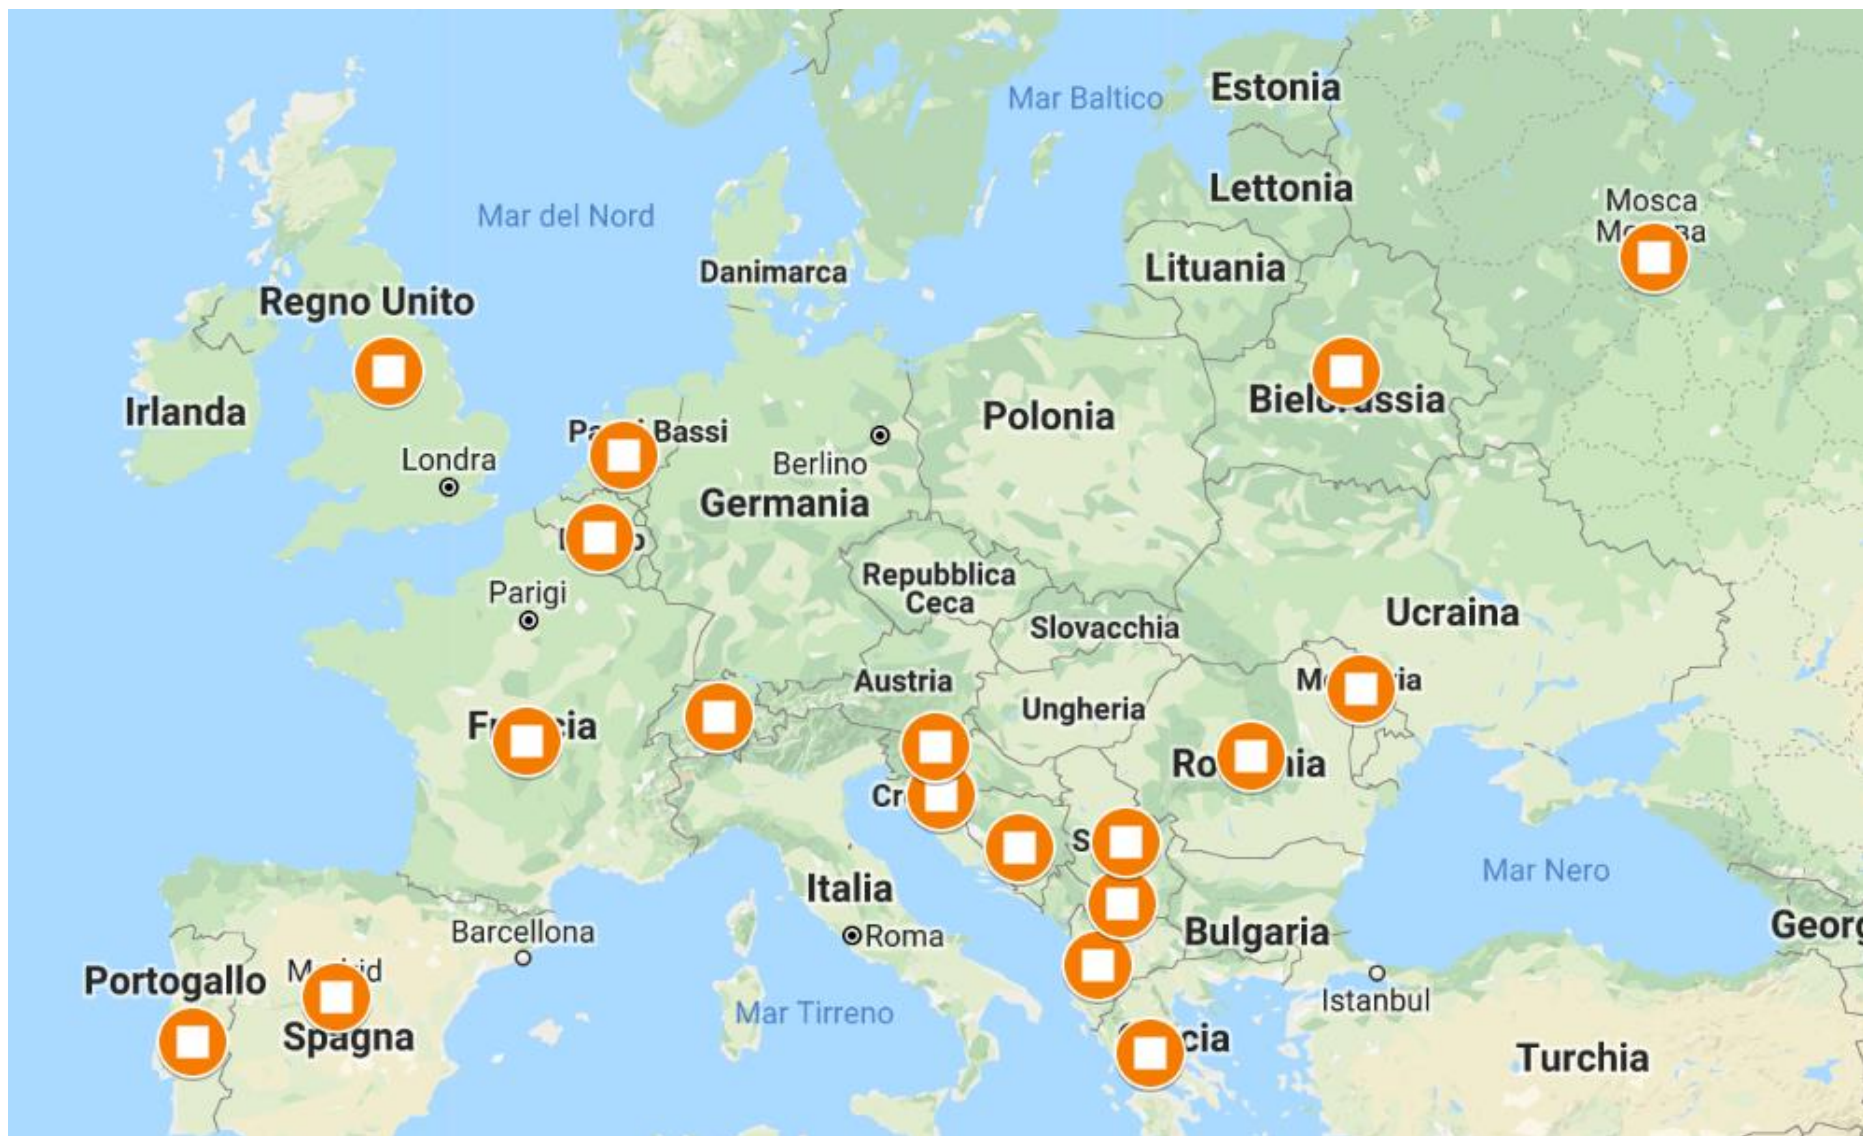 Estonia
Mar Baltico
Lettonia
Mosca
Mar del Nord
Lituania
Danimarca
Regno Unito
Irlanda
Polonia
Bassi
Londra
Berlino
Germania
Repubblica
Ceca
Parigi
Ucraina
Slovacchia
Austria
Ungheria
Mar Nero
Italia
Barcellona
Roma
Bulgaria
Georg
Portogallo
Istanbul
Mar Tirreno
Spagna
Turchia